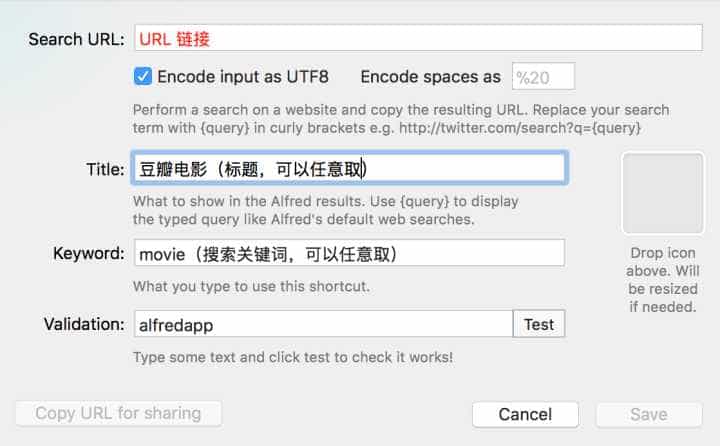 Search URL: URL 链接
Encode input as UTF8 Encode spaces as %20
Perform a search on a website and copy the resulting URL. Replace your search
term with {query} in curly brackets e.g. http://twitter.com/search?q={query}
Title: 豆瓣电影（标题，可以任意取）
What to show in the Alfred results. Use {query} to display
the typed query like Alfred's default web searches.
Keyword: movie（搜索关键词，可以任意取）
What you type to use this shortcut.
Drop icon
above. Will
be resized
if needed.
Validation: alfredapp Test
Type some text and click test to check it works!
Copy URL for sharing Cancel Save